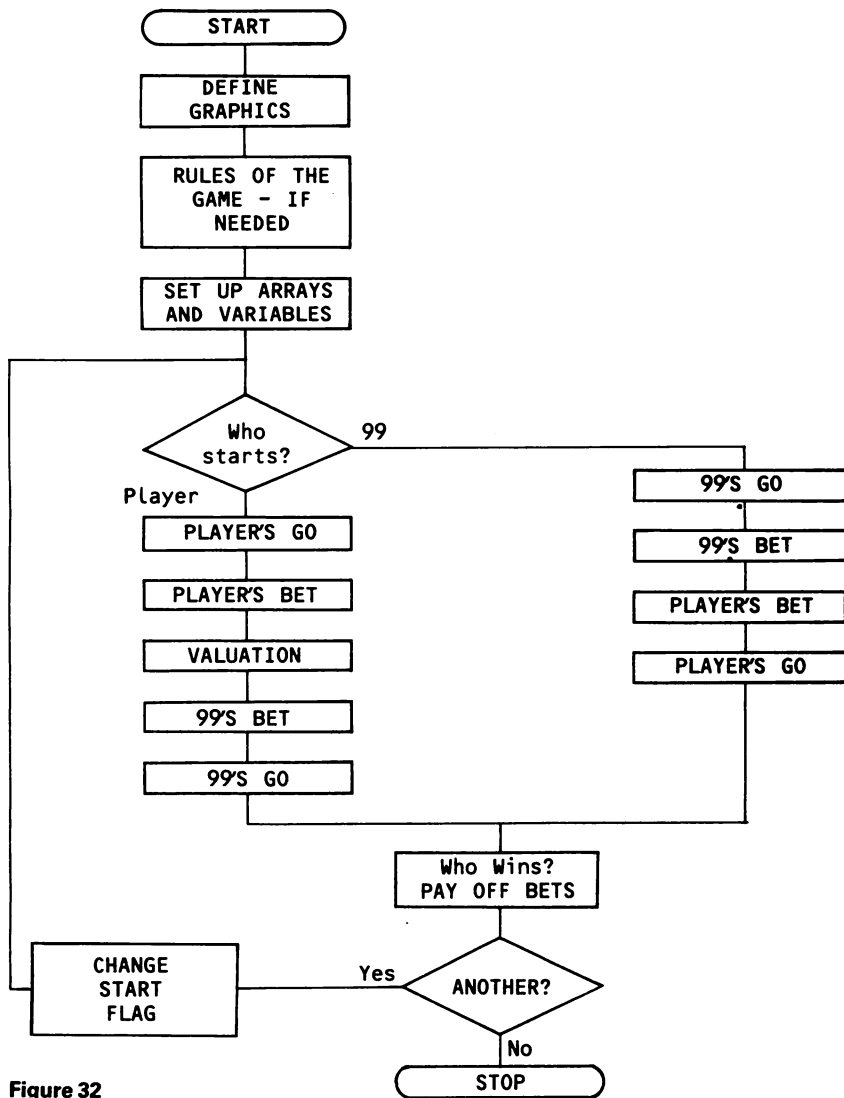 START
DEFINE
GRAPHICS
RULES OF THE
GAME - IF
NEEDED
SET UP ARRAYS
AND VARIABLES
Who
starts?
99
Player
PLAYER'S GO
PLAYER'S BET
VALUATION
99'S BET
99'S GO
99'S GO
99'S BET
PLAYER'S BET
PLAYER'S GO
Who Wins?
PAY OFF BETS
ANOTHER?
Yes
CHANGE
START
FLAG
No
STOP
Figure 32